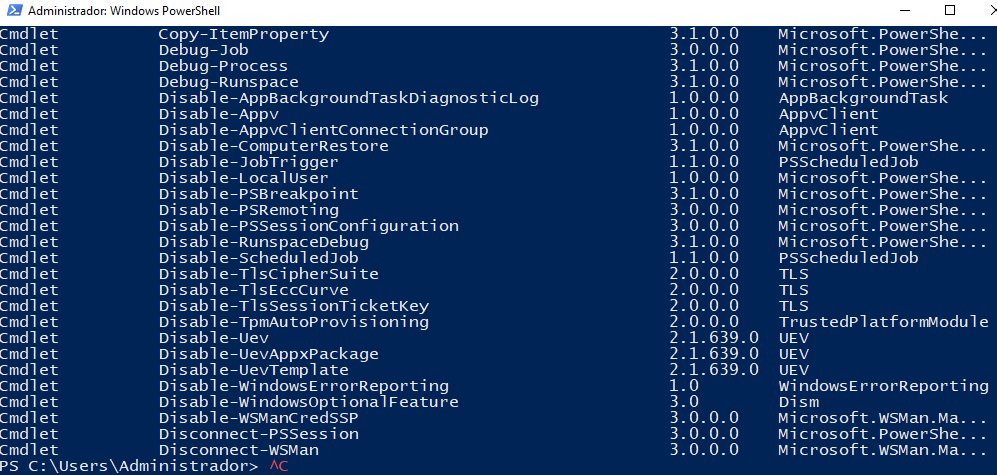 Administrador: Windows PowerShell
Cmdlet Copy-ItemProperty 3.1.0.0 Microsoft.PowerShe...
Cmdlet Debug-Job 3.0.0.0 Microsoft.PowerShe...
Cmdlet Debug-Process 3.1.0.0 Microsoft.PowerShe...
Cmdlet Debug-Runspace 3.1.0.0 Microsoft.PowerShe...
Cmdlet Disable-AppBackgroundTaskDiagnosticLog 1.0.0.0 AppBackgroundTask
Cmdlet Disable-Appv 1.0.0.0 AppvClient
Cmdlet Disable-AppvClientConnectionGroup 1.0.0.0 AppvClient
Cmdlet Disable-ComputerRestore 3.1.0.0 Microsoft.PowerShe...
Cmdlet Disable-JobTrigger 1.1.0.0 PSScheduledJob
Cmdlet Disable-LocalUser 1.0.0.0 Microsoft.PowerShe...
Cmdlet Disable-PSBreakpoint 3.1.0.0 Microsoft.PowerShe...
Cmdlet Disable-PSRemoting 3.0.0.0 Microsoft.PowerShe...
Cmdlet Disable-PSSessionConfiguration 3.0.0.0 Microsoft.PowerShe...
Cmdlet Disable-RunspaceDebug 3.1.0.0 Microsoft.PowerShe...
Cmdlet Disable-ScheduledJob 1.1.0.0 PSScheduledJob
Cmdlet Disable-TlsCipherSuite 2.0.0.0 TLS
Cmdlet Disable-TlsEccCurve 2.0.0.0 TLS
Cmdlet Disable-TlsSessionTicketKey 2.0.0.0 TLS
Cmdlet Disable-TpmAutoProvisioning 2.0.0.0 TrustedPlatformModule
Cmdlet Disable-Uev 2.1.639.0 UEV
Cmdlet Disable-UevAppxPackage 2.1.639.0 UEV
Cmdlet Disable-UevTemplate 2.1.639.0 UEV
Cmdlet Disable-WindowsErrorReporting 1.0 WindowsErrorReporting
Cmdlet Disable-WindowsOptionalFeature 3.0 Dism
Cmdlet Disable-WSManCredSSP 3.0.0.0 Microsoft.WSMan.Ma...
Cmdlet Disconnect-PSSession 3.0.0.0 Microsoft.PowerShe...
Cmdlet Disconnect-WSMan 3.0.0.0 Microsoft.WSMan.Ma...
PS C:\Users\Administrador> ^C